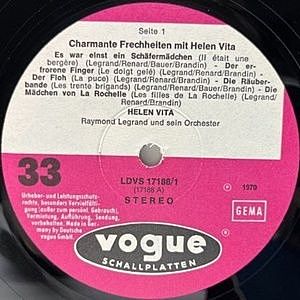 Seite 1
Charmante Frechheiten mit Helen Vita
Es war einst ein Schäfermädchen (Il était une
bergère) (Legrand/Renard/Bauer/Brandin) - Der er-
frorene Finger (Le doigt gelé) (Legrand/Renard/Brandin)
Der Floh (La puce) (Legrand/Renard/Brandin) - Die Räuber-
bande (Les trente brigands) (Legrand/Bauer/Brandin) - Die
Mädchen von La Rochelle (Les filles de La Rochelle) (Legrand/
Renard/Brandin)
HELEN VITA
Raymond Legrand und sein Orchester
33
LDVS 17188/1
(17188 A)
STEREO
℗ 1970
GEMA
Urheber- und Leistungsschutz-
rechte, besonders Vervielfälti-
gung (außer zum persönl. Gebrauch),
Vermietung, Aufführung, Sendung,
vorbehalten. Made in Ger-
many by Deutsche
vogue GmbH.
vogue
SCHALLPLATTEN